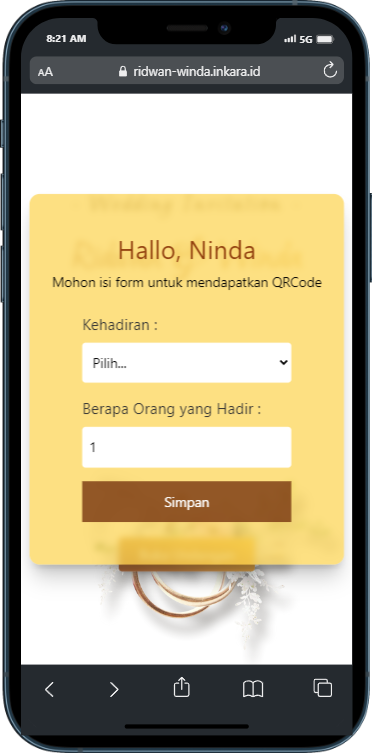 8:21 AM
5G
AA
ridwan-winda.inkara.id
Wedding Invitation
Hallo, Ninda
Mohon isi form untuk mendapatkan QRCode
Kehadiran :
Pilih...
Berapa Orang yang Hadir :
1
Simpan